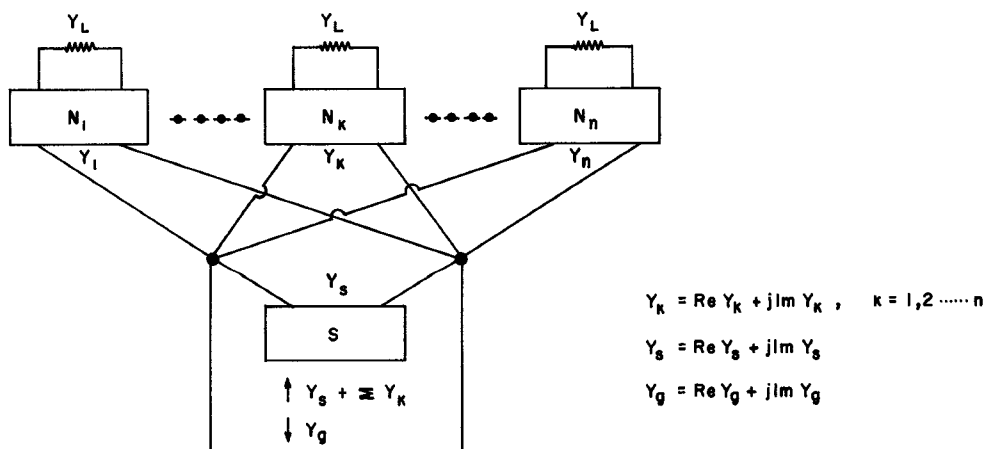 Y_L Y_L Y_L
N_1 N_k N_n
Y_1 Y_k Y_n
Y_s
S
Y_s + Σ Y_k
Y_g
Y_k = Re Y_k + jIm Y_k , k = 1,2 ······ n
Y_s = Re Y_s + jIm Y_s
Y_g = Re Y_g + jIm Y_g